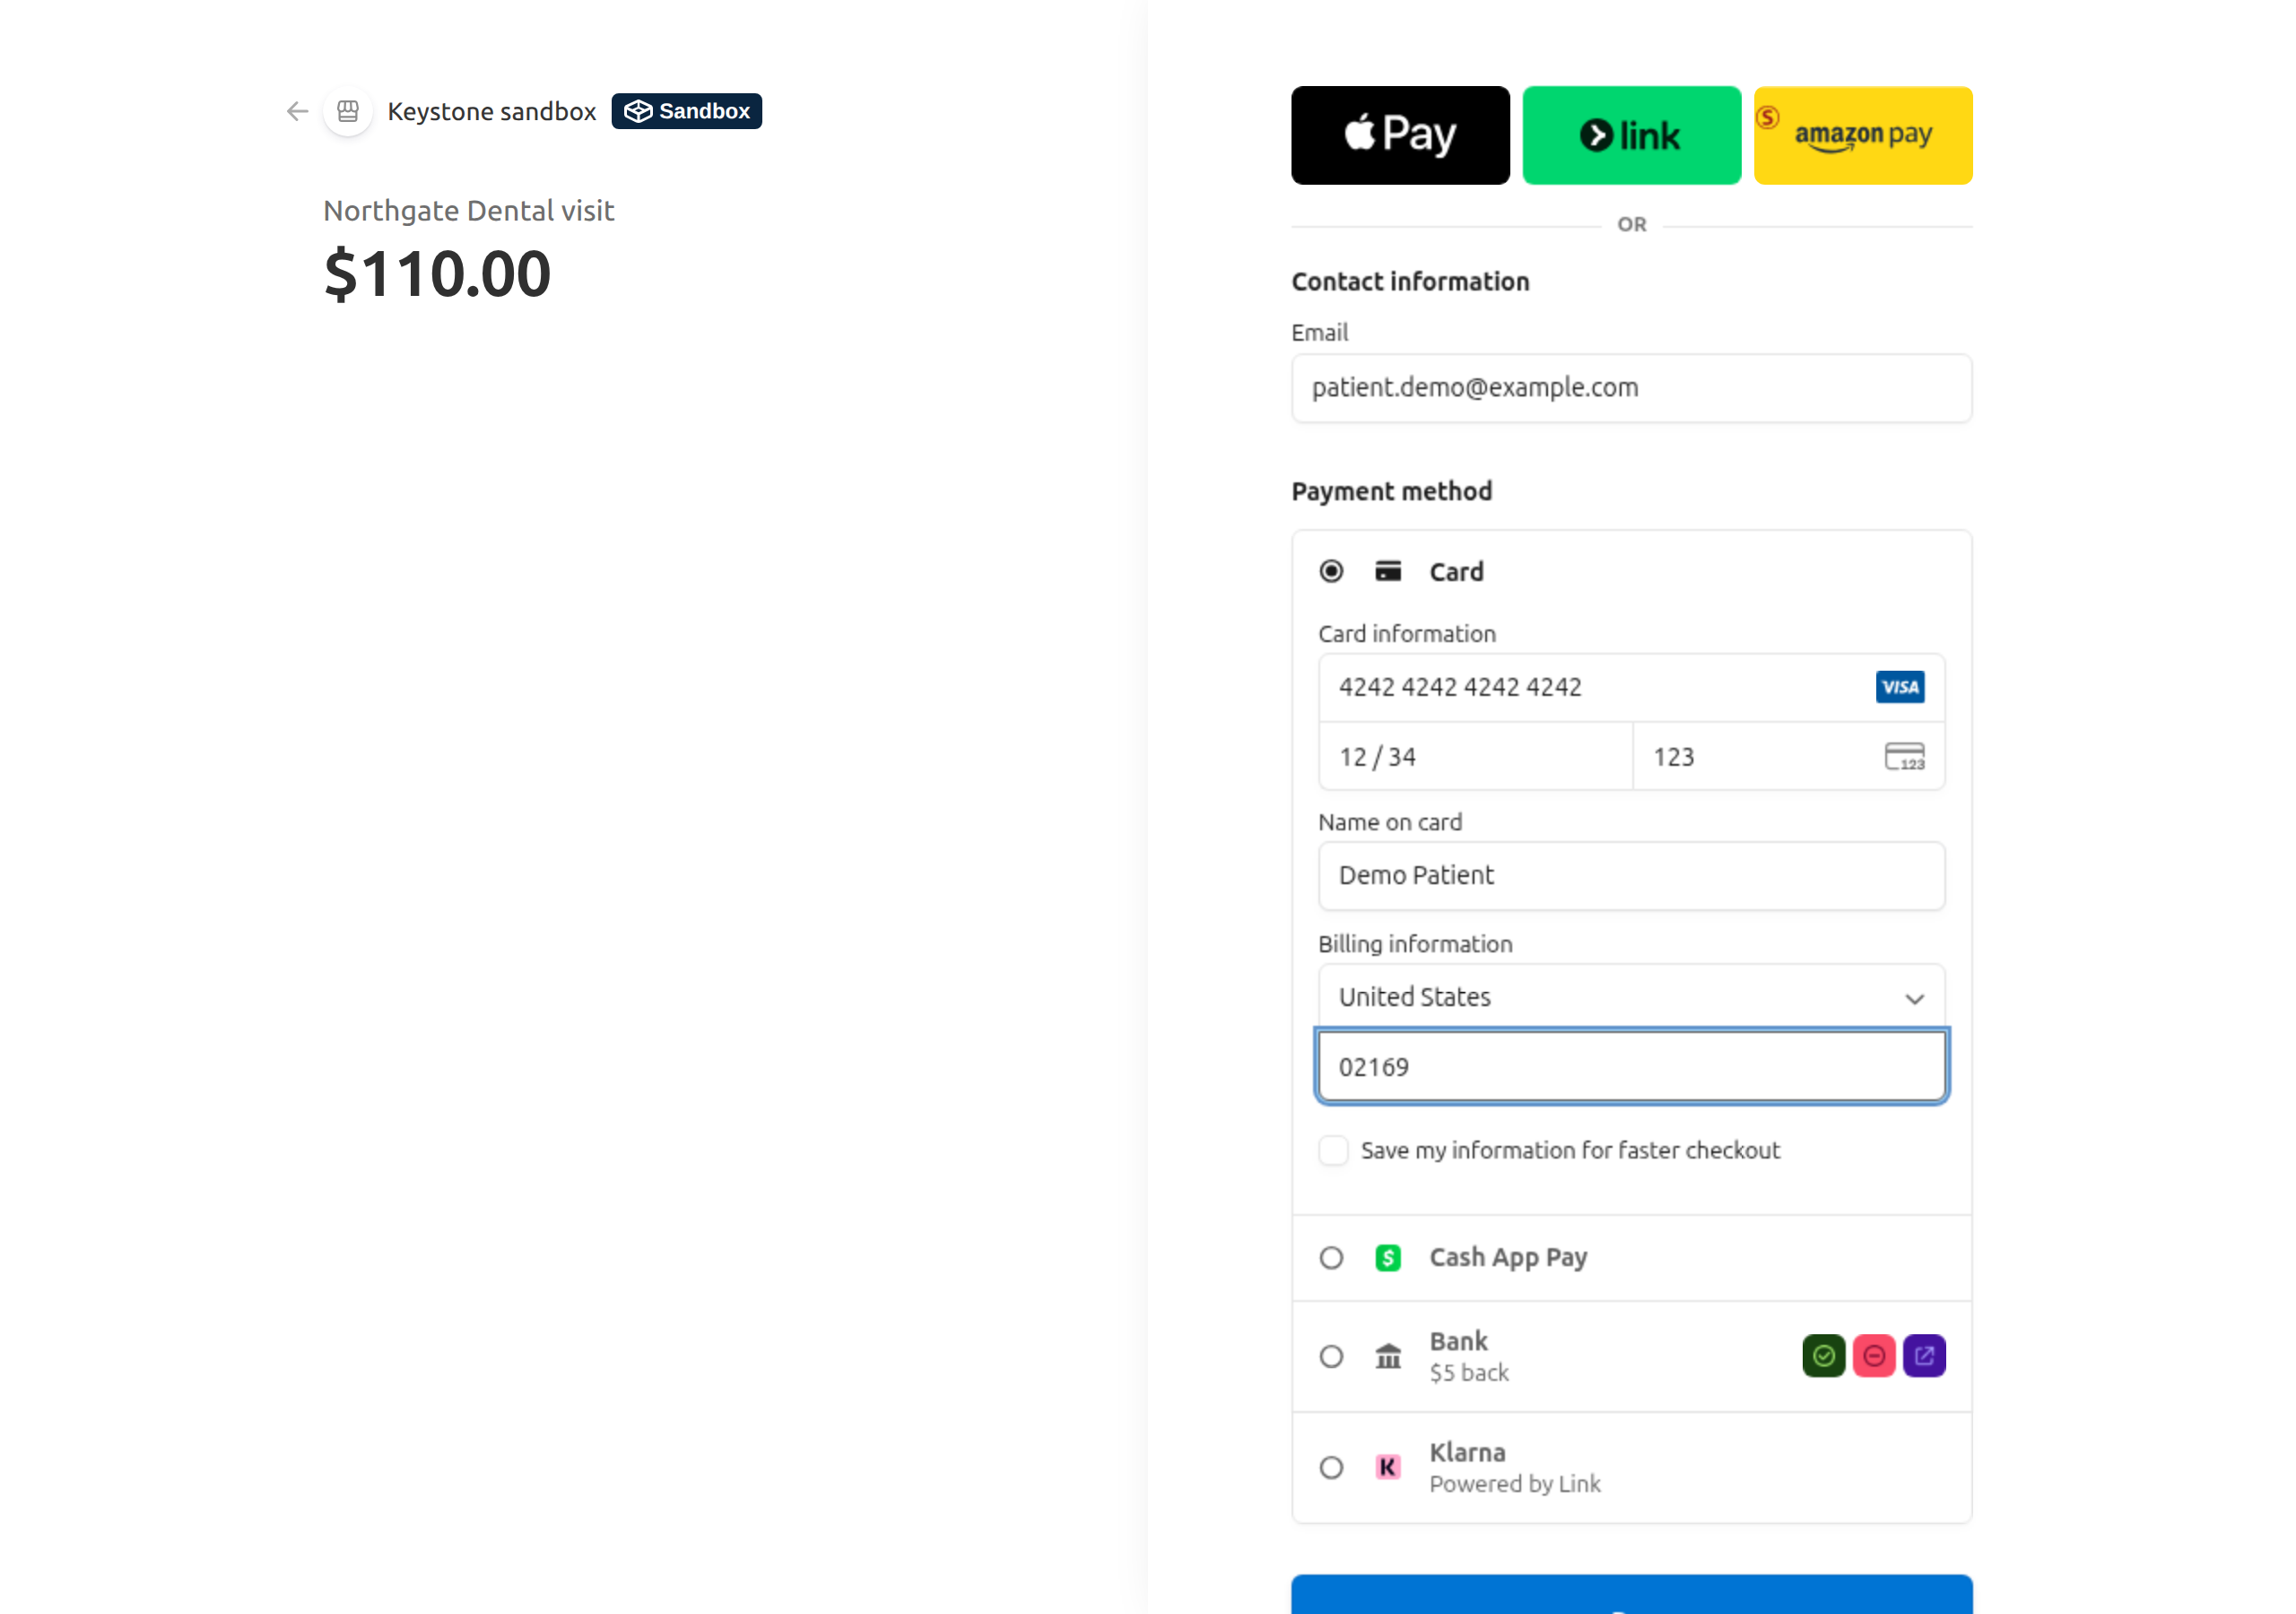 Keystone sandbox Sandbox
Northgate Dental visit
$110.00
Pay
link
amazon pay
OR
Contact information
Email
patient.demo@example.com
Payment method
Card
Card information
4242 4242 4242 4242 VISA
12 / 34
123 123
Name on card
Demo Patient
Billing information
United States
02169
Save my information for faster checkout
Cash App Pay
Bank
$5 back
Klarna
Powered by Link